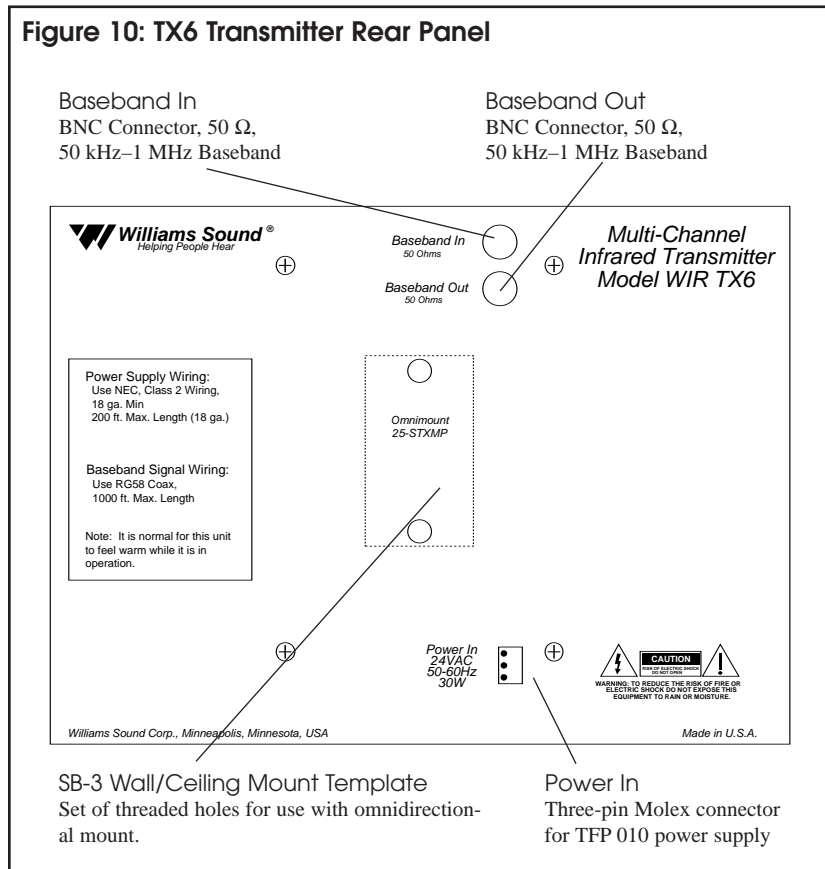 Figure 10: TX6 Transmitter Rear Panel
Baseband In
BNC Connector, 50 Ω,
50 kHz–1 MHz Baseband
Baseband Out
BNC Connector, 50 Ω,
50 kHz–1 MHz Baseband
Williams Sound ®
Helping People Hear
Baseband In
50 Ohms
Baseband Out
50 Ohms
Multi-Channel
Infrared Transmitter
Model WIR TX6
Power Supply Wiring:
Use NEC, Class 2 Wiring,
18 ga. Min
200 ft. Max. Length (18 ga.)
Baseband Signal Wiring:
Use RG58 Coax,
1000 ft. Max. Length
Note: It is normal for this unit
to feel warm while it is in
operation.
Omnimount
25-STXMP
Power In
24VAC
50-60Hz
30W
CAUTION
RISK OF ELECTRIC SHOCK
DO NOT OPEN
WARNING: TO REDUCE THE RISK OF FIRE OR
ELECTRIC SHOCK DO NOT EXPOSE THIS
EQUIPMENT TO RAIN OR MOISTURE.
Williams Sound Corp., Minneapolis, Minnesota, USA
Made in U.S.A.
SB-3 Wall/Ceiling Mount Template
Set of threaded holes for use with omnidirection-
al mount.
Power In
Three-pin Molex connector
for TFP 010 power supply